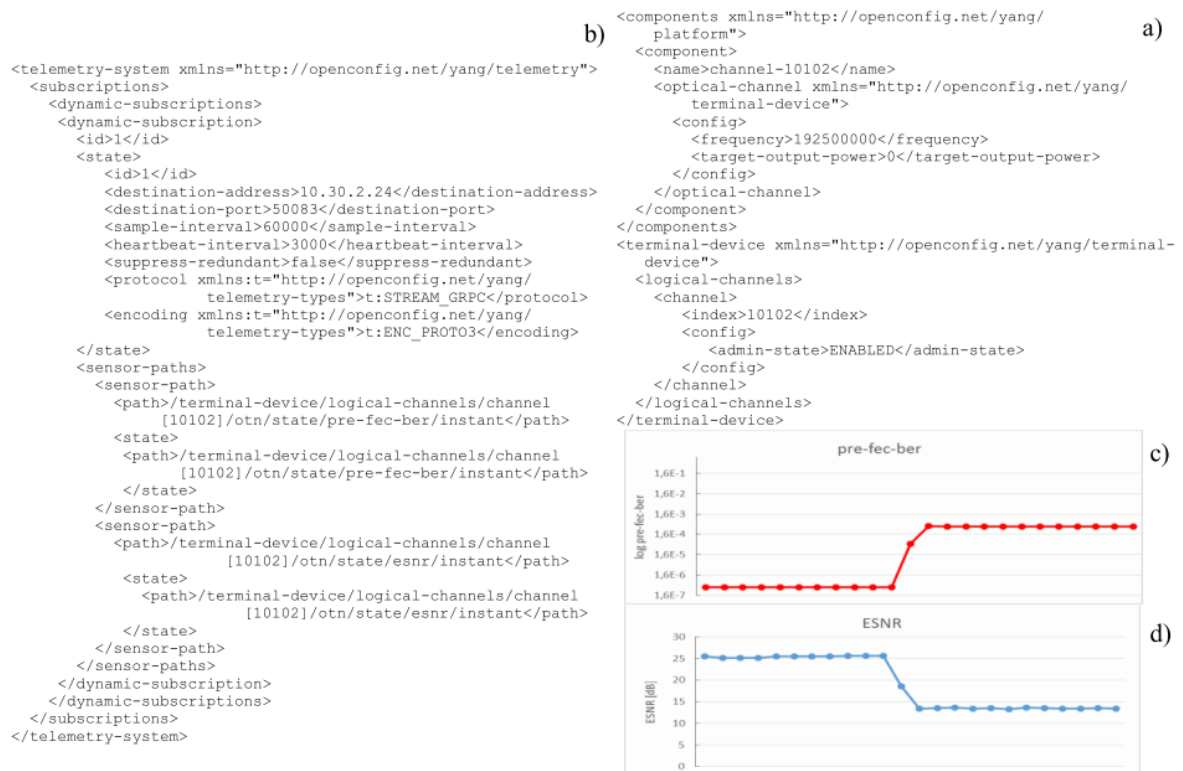 b)
<telemetry-system xmlns="http://openconfig.net/yang/telemetry">
<subscriptions>
<dynamic-subscriptions>
<dynamic-subscription>
<id>1</id>
<state>
<id>1</id>
<destination-address>10.30.2.24</destination-address>
<destination-port>50083</destination-port>
<sample-interval>60000</sample-interval>
<heartbeat-interval>3000</heartbeat-interval>
<suppress-redundant>false</suppress-redundant>
<protocol xmlns:t="http://openconfig.net/yang/
telemetry-types">t:STREAM_GRPC</protocol>
<encoding xmlns:t="http://openconfig.net/yang/
telemetry-types">t:ENC_PROTO3</encoding>
</state>
<sensor-paths>
<sensor-path>
<path>/terminal-device/logical-channels/channel
[10102]/otn/state/pre-fec-ber/instant</path>
<state>
<path>/terminal-device/logical-channels/channel
[10102]/otn/state/pre-fec-ber/instant</path>
</state>
</sensor-path>
<sensor-path>
<path>/terminal-device/logical-channels/channel
[10102]/otn/state/esnr/instant</path>
<state>
<path>/terminal-device/logical-channels/channel
[10102]/otn/state/esnr/instant</path>
</state>
</sensor-path>
</sensor-paths>
</dynamic-subscription>
</dynamic-subscriptions>
</subscriptions>
</telemetry-system>
a)
<components xmlns="http://openconfig.net/yang/
platform">
<component>
<name>channel-10102</name>
<optical-channel xmlns="http://openconfig.net/yang/
terminal-device">
<config>
<frequency>192500000</frequency>
<target-output-power>0</target-output-power>
</config>
</optical-channel>
</component>
</components>
<terminal-device xmlns="http://openconfig.net/yang/terminal-
device">
<logical-channels>
<channel>
<index>10102</index>
<config>
<admin-state>ENABLED</admin-state>
</config>
</channel>
</logical-channels>
</terminal-device>
c)
pre-fec-ber
log pre-fec-ber
1,6E-1
1,6E-2
1,6E-3
1,6E-4
1,6E-5
1,6E-6
1,6E-7
d)
ESNR
ESNR [dB]
30
25
20
15
10
5
0